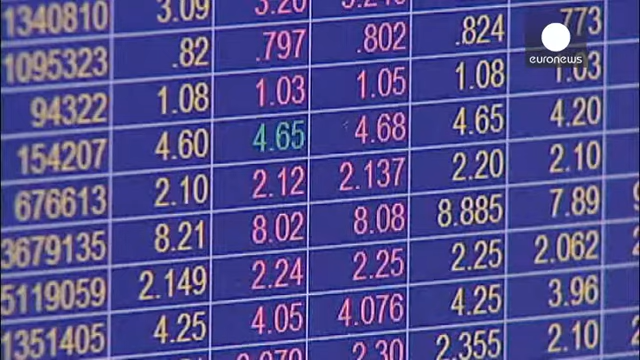 1340810 3.09 3.20 773
1095323 .82 .797 .802 .824
euronews
94322 1.08 1.03 1.05 1.08 1.03
154207 4.60 4.65 4.68 4.65 4.20
676613 2.10 2.12 2.137 2.20 2.10
3679135 8.21 8.02 8.08 8.885 7.89
5119059 2.149 2.24 2.25 2.25 2.062
1351405 4.25 4.05 4.076 4.25 3.96
2.30 2.355 2.10